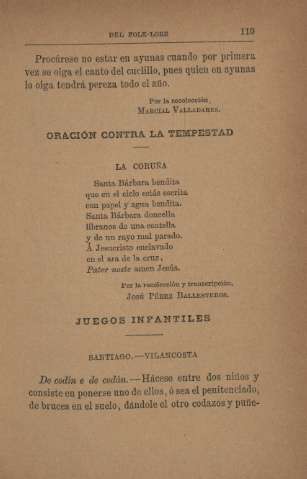 DEL FOLK-LORE 119
Procúrese no estar en ayunas cuando por primera
vez se oiga el canto del cuclillo, pues quien en ayunas
lo oiga tendrá pereza todo el año.
Por la recolección,
MARCIAL VALLADARES.
ORACIÓN CONTRA LA TEMPESTAD
LA CORUÑA
Santa Bárbara bendita
que en el cielo estás escrita
con papel y agua bendita.
Santa Bárbara doncella
líbranos de una centella
y de un rayo mal parado.
Á Jesucristo enclavado
en el ara de la cruz,
Pater noste amen Jesús.
Por la recolección y transcripción,
JOSÉ PÉREZ BALLESTEROS.
JUEGOS INFANTILES
SANTIAGO.—VILANCOSTA
De codín e de codán.—Hácese entre dos niños y
consiste en ponerse uno de ellos, ó sea el penitenciado,
de bruces en el suelo, dándole el otro codazos y puñe-